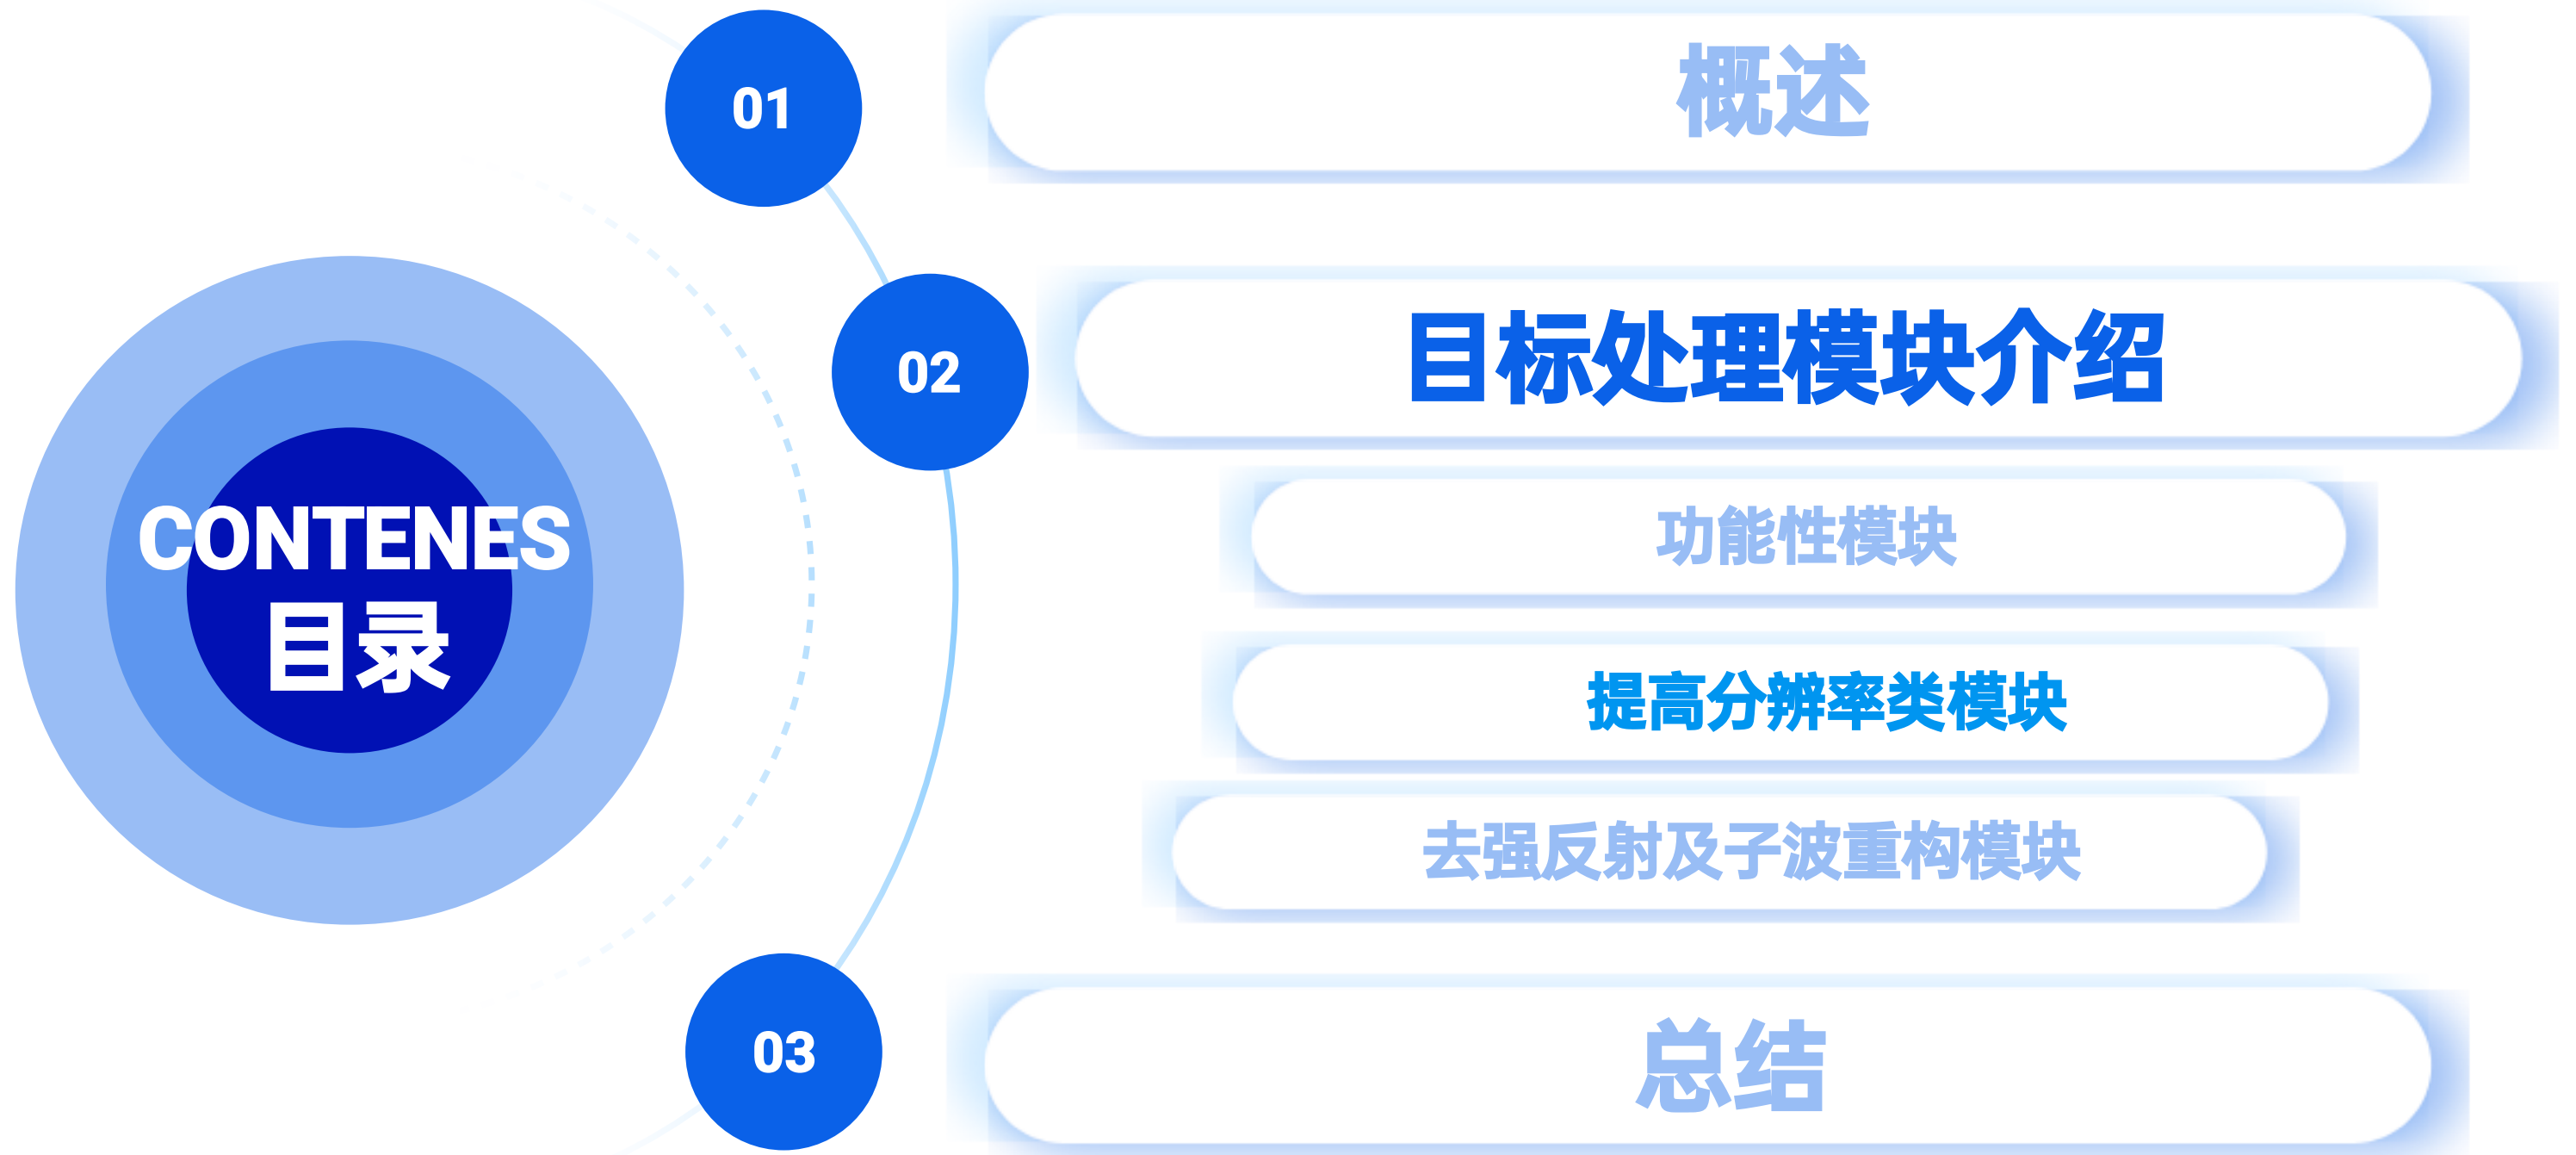 CONTENES
目录
01
概述
02
目标处理模块介绍
功能性模块
提高分辨率类模块
去强反射及子波重构模块
03
总结